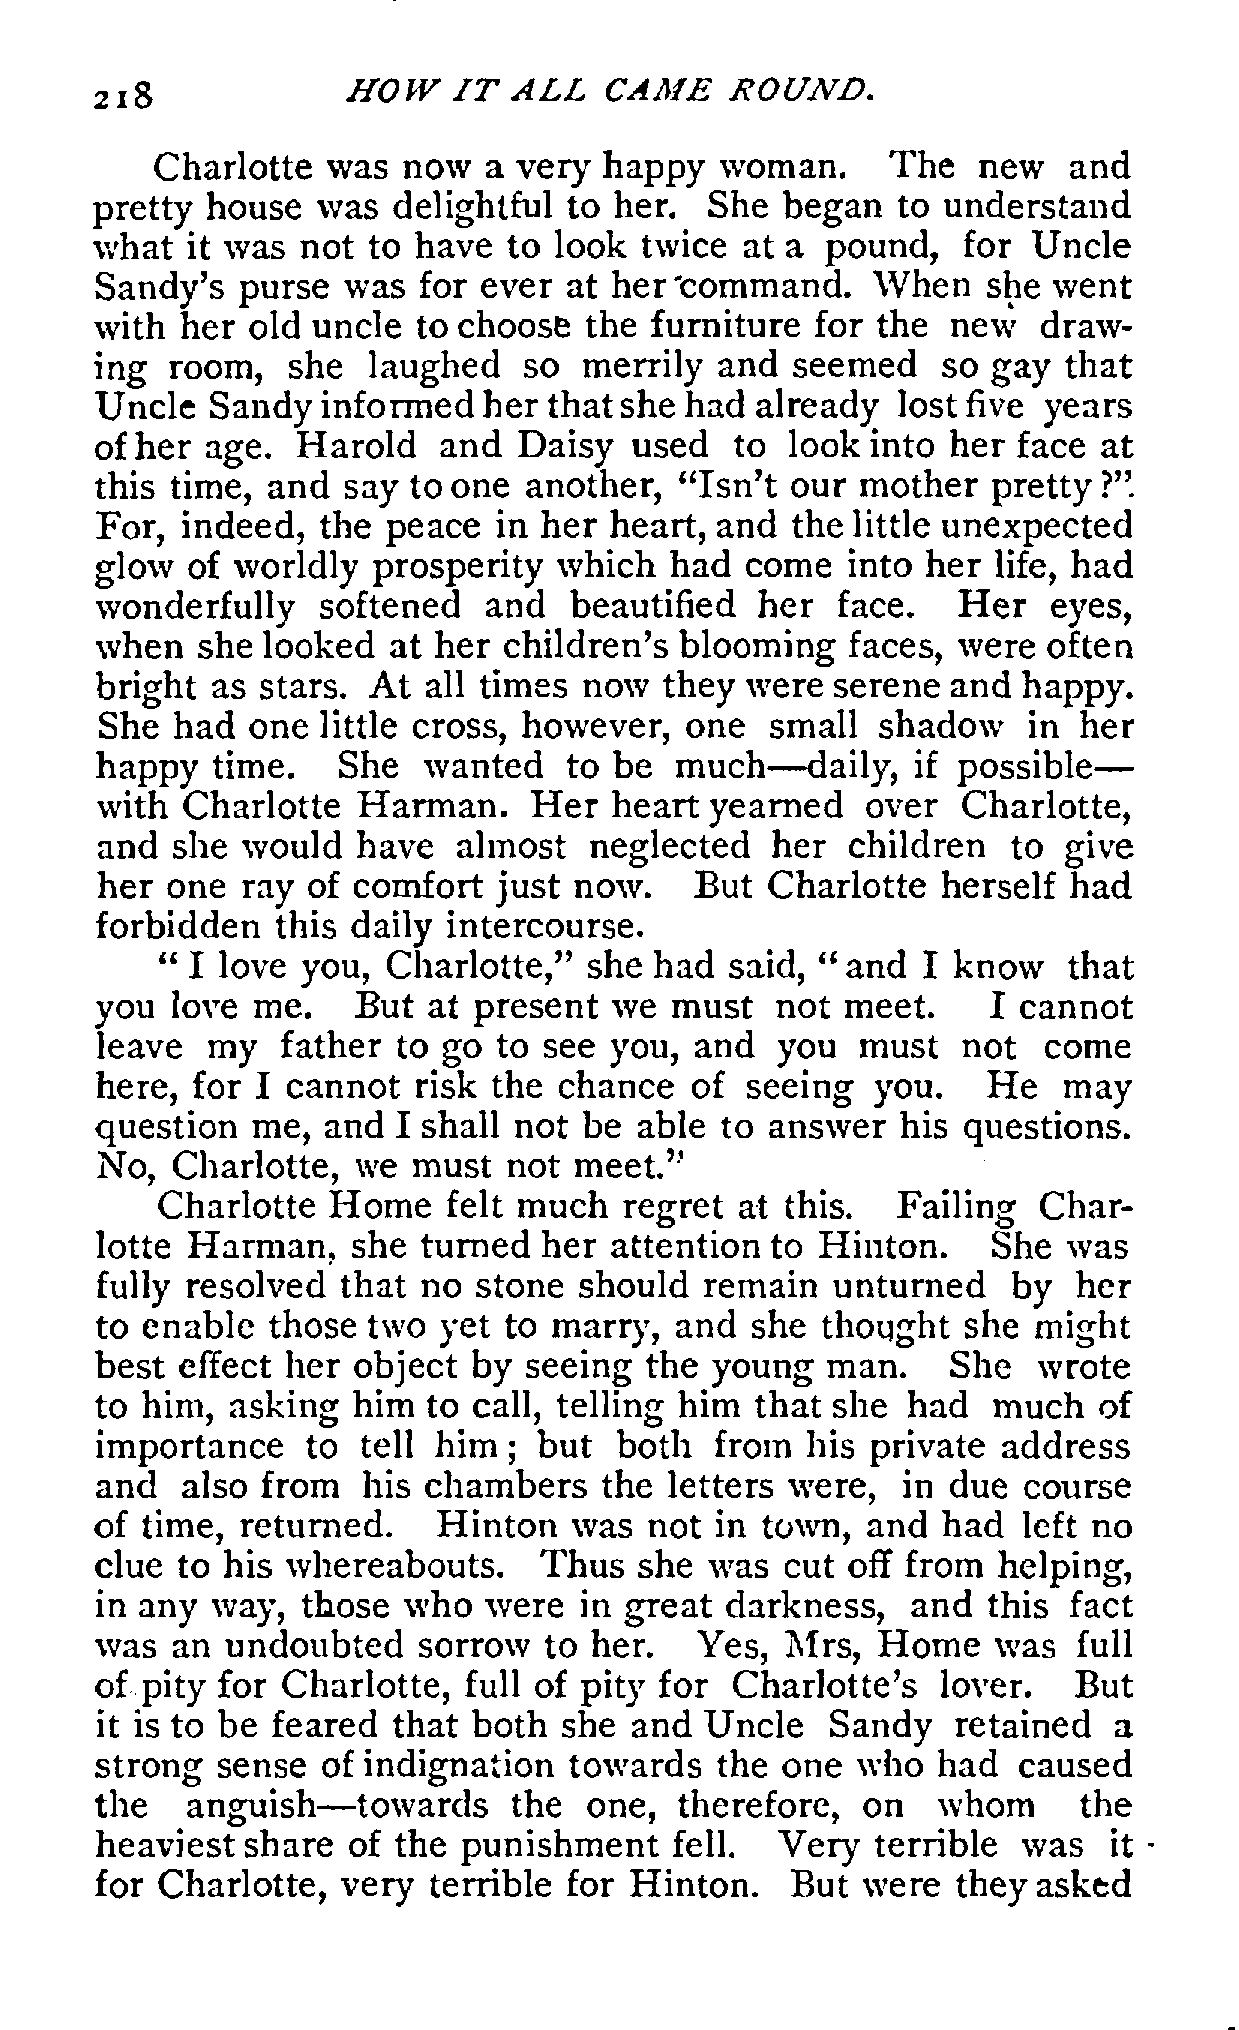 218 HOW IT ALL CAME ROUND.
Charlotte was now a very happy woman. The new and
pretty house was delightful to her. She began to understand
what it was not to have to look twice at a pound, for Uncle
Sandy's purse was for ever at her command. When she went
with her old uncle to choose the furniture for the new draw-
ing room, she laughed so merrily and seemed so gay that
Uncle Sandy informed her that she had already lost five years
of her age. Harold and Daisy used to look into her face at
this time, and say to one another, "Isn't our mother pretty?".
For, indeed, the peace in her heart, and the little unexpected
glow of worldly prosperity which had come into her life, had
wonderfully softened and beautified her face. Her eyes,
when she looked at her children's blooming faces, were often
bright as stars. At all times now they were serene and happy.
She had one little cross, however, one small shadow in her
happy time. She wanted to be much—daily, if possible—
with Charlotte Harman. Her heart yearned over Charlotte,
and she would have almost neglected her children to give
her one ray of comfort just now. But Charlotte herself had
forbidden this daily intercourse.
"I love you, Charlotte," she had said, "and I know that
you love me. But at present we must not meet. I cannot
leave my father to go to see you, and you must not come
here, for I cannot risk the chance of seeing you. He may
question me, and I shall not be able to answer his questions.
No, Charlotte, we must not meet."
Charlotte Home felt much regret at this. Failing Char-
lotte Harman, she turned her attention to Hinton. She was
fully resolved that no stone should remain unturned by her
to enable those two yet to marry, and she thought she might
best effect her object by seeing the young man. She wrote
to him, asking him to call, telling him that she had much of
importance to tell him; but both from his private address
and also from his chambers the letters were, in due course
of time, returned. Hinton was not in town, and had left no
clue to his whereabouts. Thus she was cut off from helping,
in any way, those who were in great darkness, and this fact
was an undoubted sorrow to her. Yes, Mrs, Home was full
of pity for Charlotte, full of pity for Charlotte's lover. But
it is to be feared that both she and Uncle Sandy retained a
strong sense of indignation towards the one who had caused
the anguish—towards the one, therefore, on whom the
heaviest share of the punishment fell. Very terrible was it
for Charlotte, very terrible for Hinton. But were they asked